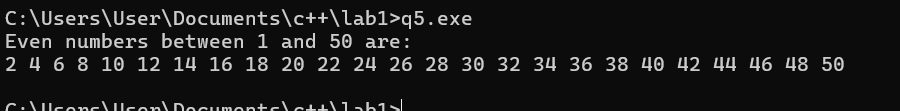 C:\Users\User\Documents\c++\lab1>q5.exe
Even numbers between 1 and 50 are:
2 4 6 8 10 12 14 16 18 20 22 24 26 28 30 32 34 36 38 40 42 44 46 48 50
C:\Users\User\Documents\c++\lab1>